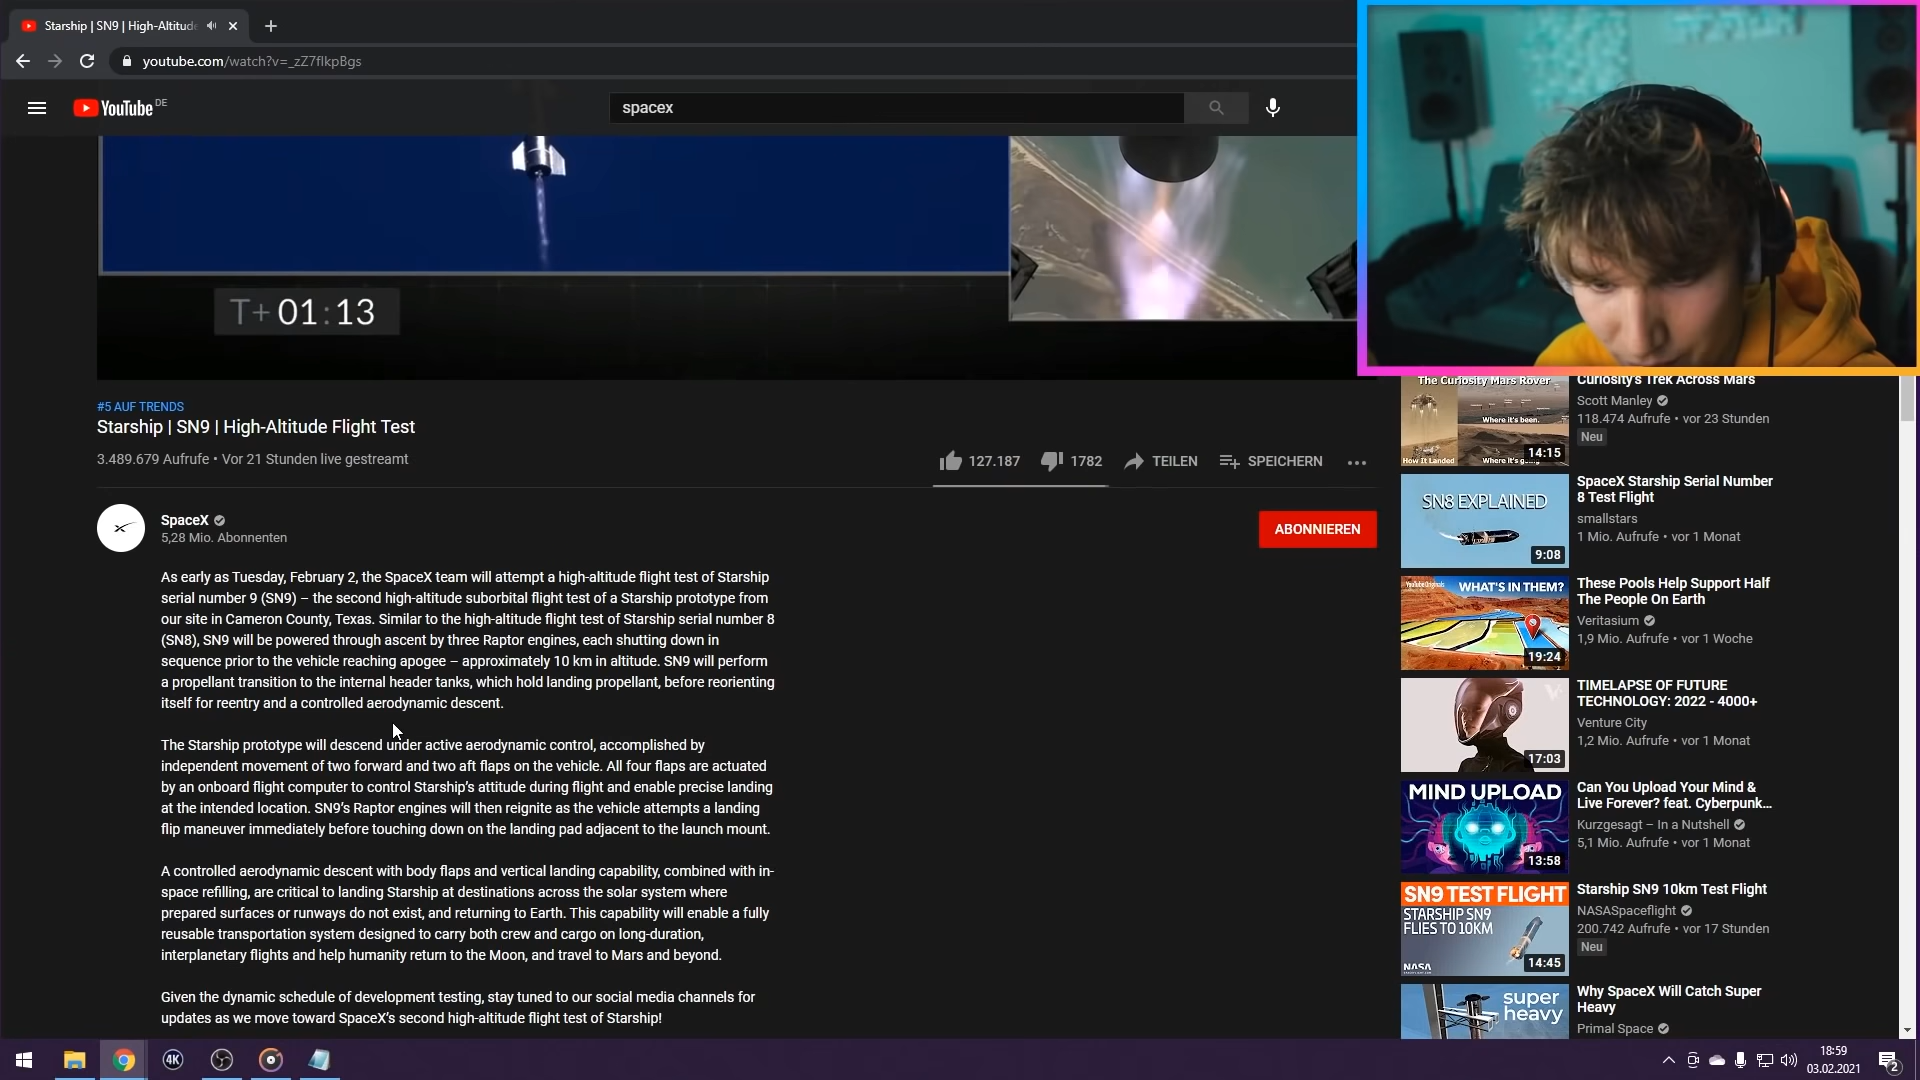 Starship | SN9 | High-Altitude
youtube.com/watch?v=_zZ7fIkpBgs
YouTube DE
spacex
T+ 01:13
#5 AUF TRENDS
Starship | SN9 | High-Altitude Flight Test
3.489.679 Aufrufe • Vor 21 Stunden live gestreamt
127.187
1782
TEILEN
SPEICHERN
SpaceX
5,28 Mio. Abonnenten
ABONNIEREN
As early as Tuesday, February 2, the SpaceX team will attempt a high-altitude flight test of Starship
serial number 9 (SN9) – the second high-altitude suborbital flight test of a Starship prototype from
our site in Cameron County, Texas. Similar to the high-altitude flight test of Starship serial number 8
(SN8), SN9 will be powered through ascent by three Raptor engines, each shutting down in
sequence prior to the vehicle reaching apogee – approximately 10 km in altitude. SN9 will perform
a propellant transition to the internal header tanks, which hold landing propellant, before reorienting
itself for reentry and a controlled aerodynamic descent.
The Starship prototype will descend under active aerodynamic control, accomplished by
independent movement of two forward and two aft flaps on the vehicle. All four flaps are actuated
by an onboard flight computer to control Starship's attitude during flight and enable precise landing
at the intended location. SN9's Raptor engines will then reignite as the vehicle attempts a landing
flip maneuver immediately before touching down on the landing pad adjacent to the launch mount.
A controlled aerodynamic descent with body flaps and vertical landing capability, combined with in-
space refilling, are critical to landing Starship at destinations across the solar system where
prepared surfaces or runways do not exist, and returning to Earth. This capability will enable a fully
reusable transportation system designed to carry both crew and cargo on long-duration,
interplanetary flights and help humanity return to the Moon, and travel to Mars and beyond.
Given the dynamic schedule of development testing, stay tuned to our social media channels for
updates as we move toward SpaceX's second high-altitude flight test of Starship!
The Curiosity Mars Rover
Where it's been.
How It Landed
Where it's going
14:15
Curiosity's Trek Across Mars
Scott Manley
118.474 Aufrufe • vor 23 Stunden
Neu
SN8 EXPLAINED
9:08
SpaceX Starship Serial Number
8 Test Flight
smallstars
1 Mio. Aufrufe • vor 1 Monat
YouTube Originals
WHAT'S IN THEM?
19:24
These Pools Help Support Half
The People On Earth
Veritasium
1,9 Mio. Aufrufe • vor 1 Woche
17:03
TIMELAPSE OF FUTURE
TECHNOLOGY: 2022 - 4000+
Venture City
1,2 Mio. Aufrufe • vor 1 Monat
MIND UPLOAD
13:58
Can You Upload Your Mind &
Live Forever? feat. Cyberpunk...
Kurzgesagt – In a Nutshell
5,1 Mio. Aufrufe • vor 1 Monat
SN9 TEST FLIGHT
STARSHIP SN9
FLIES TO 10KM
NASA
14:45
Starship SN9 10km Test Flight
NASASpaceflight
200.742 Aufrufe • vor 17 Stunden
Neu
super
heavy
Why SpaceX Will Catch Super
Heavy
Primal Space
4K
18:59
03.02.2021
2